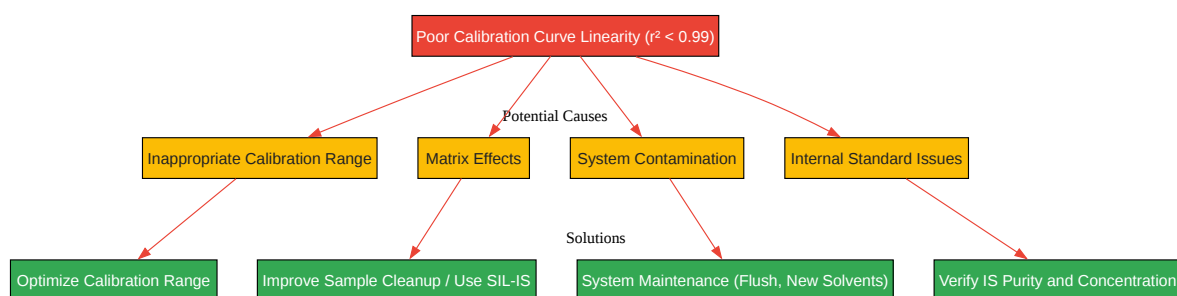 Poor Calibration Curve Linearity (r² < 0.99)
Potential Causes
Inappropriate Calibration Range
Matrix Effects
System Contamination
Internal Standard Issues
Solutions
Optimize Calibration Range
Improve Sample Cleanup / Use SIL-IS
System Maintenance (Flush, New Solvents)
Verify IS Purity and Concentration